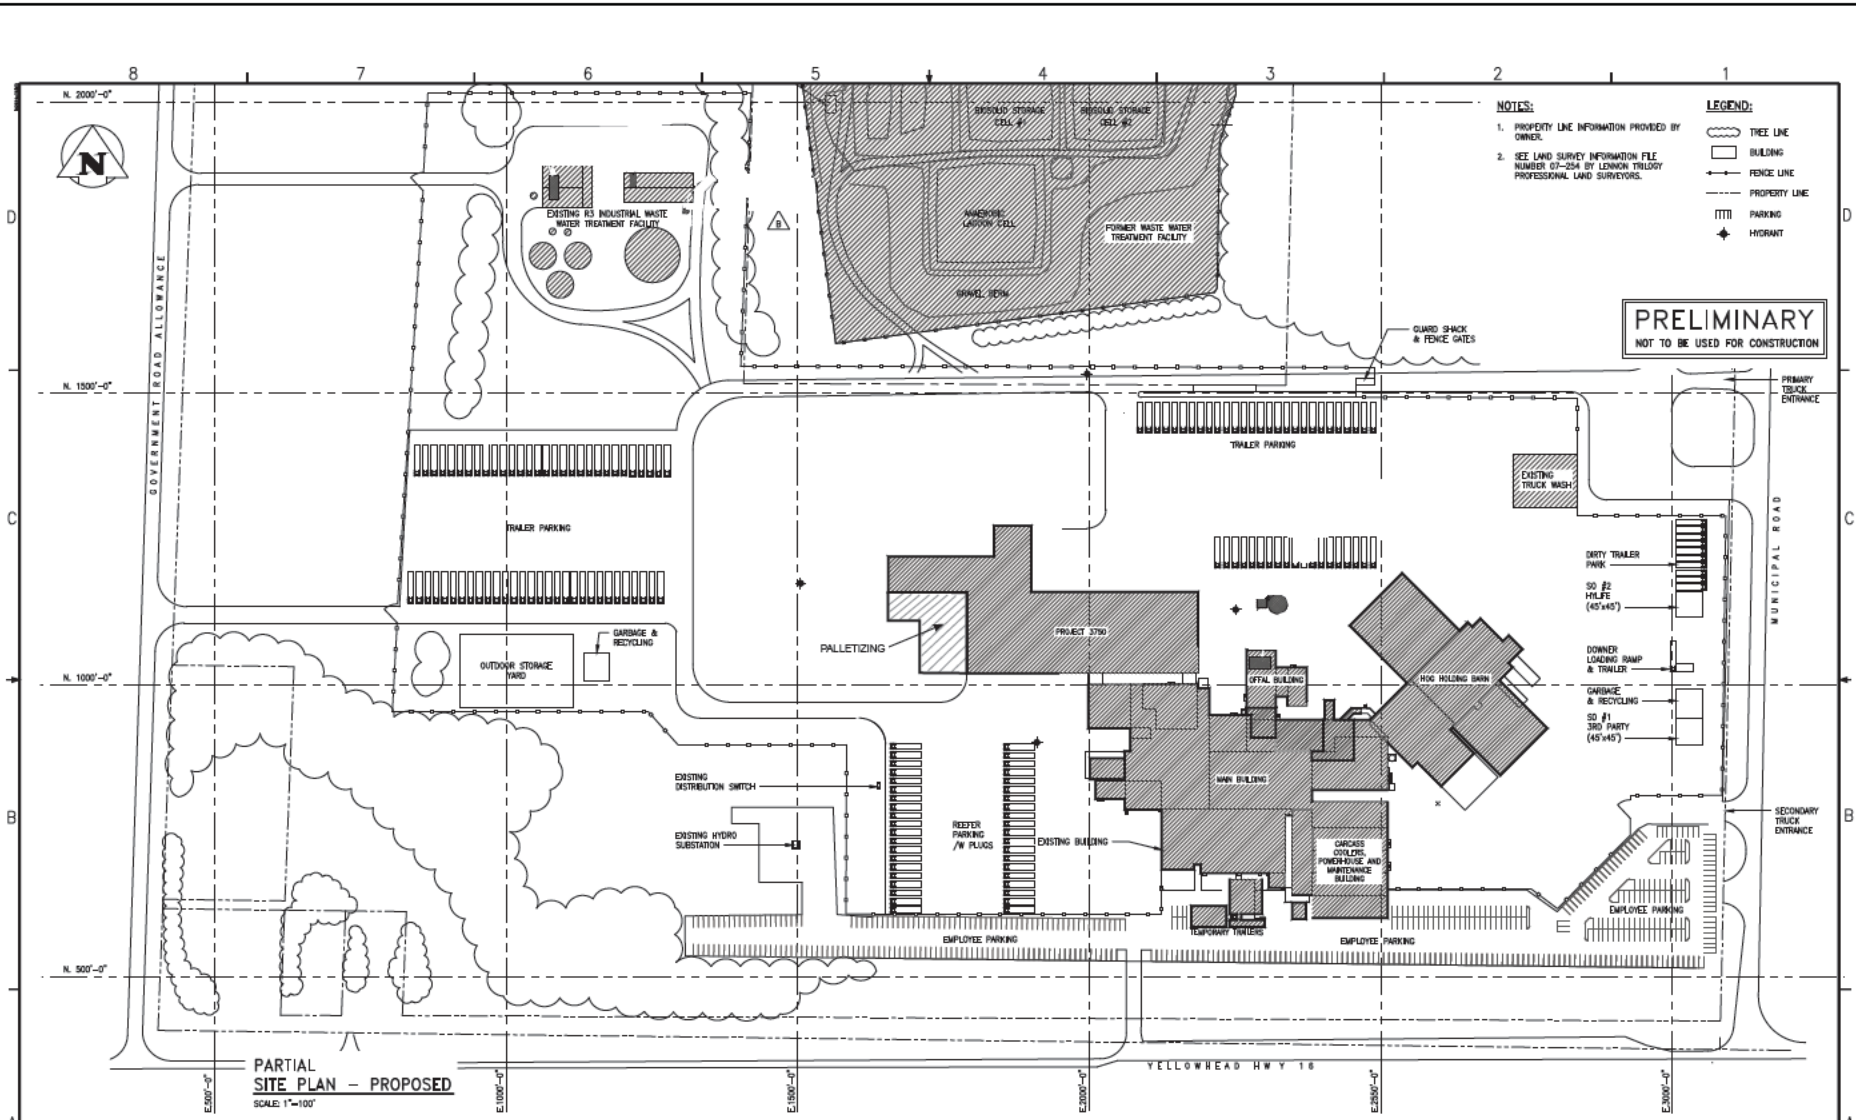 8 7 6 5 4 3 2 1
N. 2000'-0"
N
D
D
NOTES:
1. PROPERTY LINE INFORMATION PROVIDED BY
OWNER.
2. SEE LAND SURVEY INFORMATION FILE
NUMBER 07-254 BY LENNON TRILOGY
PROFESSIONAL LAND SURVEYORS.
LEGEND:
TREE LINE
BUILDING
FENCE LINE
PROPERTY LINE
PARKING
HYDRANT
BIOSOLID STORAGE
CELL #1
BIOSOLID STORAGE
CELL #2
EXISTING R3 INDUSTRIAL WASTE
WATER TREATMENT FACILITY
B
ANAEROBIC
LAGOON CELL
FORMER WASTE WATER
TREATMENT FACILITY
GRAVEL BERM
GOVERNMENT ROAD ALLOWANCE
PRELIMINARY
NOT TO BE USED FOR CONSTRUCTION
GUARD SHACK
& FENCE GATES
N. 1500'-0"
PRIMARY
TRUCK
ENTRANCE
TRAILER PARKING
EXISTING
TRUCK WASH
C
C
TRAILER PARKING
MUNICIPAL ROAD
DIRTY TRAILER
PARK
SO #2
HYLIFE
(45'x45')
GARBAGE &
RECYCLING
PROJECT 3750
PALLETIZING
OUTDOOR STORAGE
YARD
DOWNER
LOADING RAMP
& TRAILER
N. 1000'-0"
OFFAL BUILDING
HOG HOLDING BARN
GARBAGE
& RECYCLING
SO #1
3RD PARTY
(45'x45')
EXISTING
DISTRIBUTION SWITCH
MAIN BUILDING
B
B
SECONDARY
TRUCK
ENTRANCE
EXISTING HYDRO
SUBSTATION
REEFER
PARKING
/W PLUGS
EXISTING BUILDING
CARCASS
COOLERS,
POWERHOUSE AND
MAINTENANCE
BUILDING
EMPLOYEE PARKING
TEMPORARY TRAILERS
EMPLOYEE PARKING
EMPLOYEE PARKING
N. 500'-0"
YELLOWHEAD HWY 16
PARTIAL
SITE PLAN - PROPOSED
SCALE: 1"=100'
E.500'-0"
E.1000'-0"
E.1500'-0"
E.2000'-0"
E.2500'-0"
E.3000'-0"